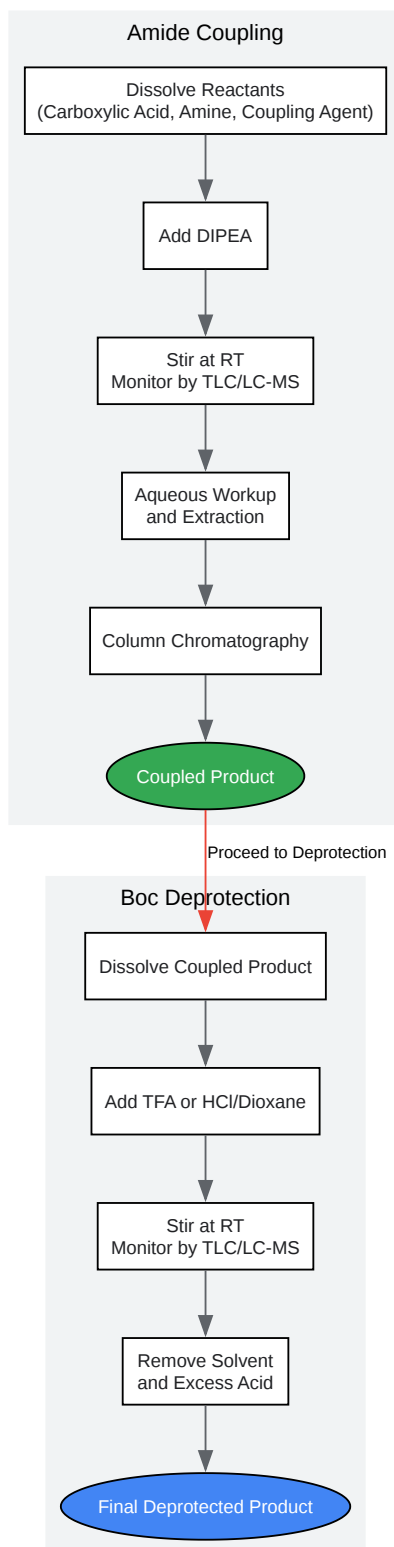 Amide Coupling
Dissolve Reactants
(Carboxylic Acid, Amine, Coupling Agent)
Add DIPEA
Stir at RT
Monitor by TLC/LC-MS
Aqueous Workup
and Extraction
Column Chromatography
Coupled Product
Proceed to Deprotection
Boc Deprotection
Dissolve Coupled Product
Add TFA or HCl/Dioxane
Stir at RT
Monitor by TLC/LC-MS
Remove Solvent
and Excess Acid
Final Deprotected Product